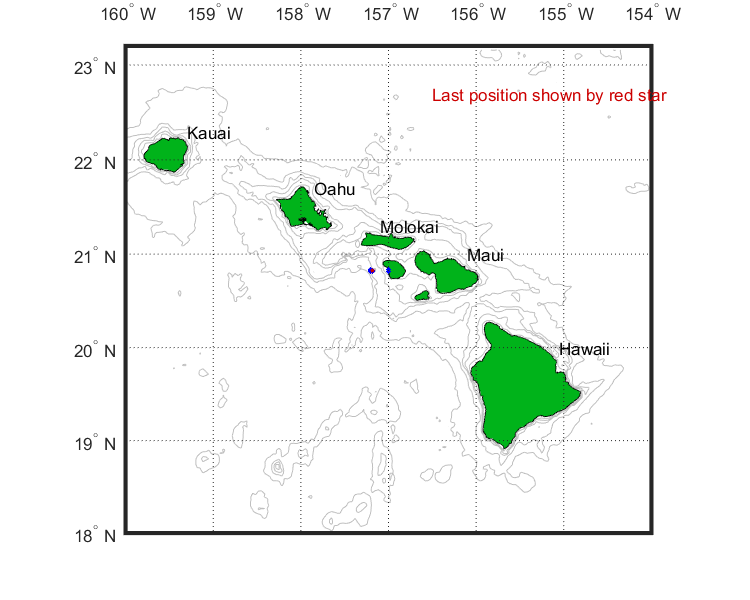 160° W 159° W 158° W 157° W 156° W 155° W 154° W
23° N
Last position shown by red star
Kauai
22° N
Oahu
Molokai
21° N
Maui
20° N
Hawaii
19° N
18° N